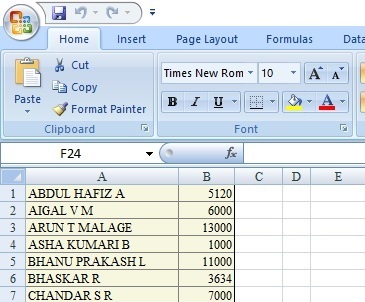 Home Insert Page Layout Formulas Data
Cut
Copy
Format Painter
Paste
Times New Rom 10 A A
B I U A
Clipboard Font
F24 fx
A B C D E
1 ABDUL HAFIZ A 5120
2 AIGAL V M 6000
3 ARUN T MALAGE 13000
4 ASHA KUMARI B 1000
5 BHANU PRAKASH L 11000
6 BHASKAR R 3634
7 CHANDAR S R 7000